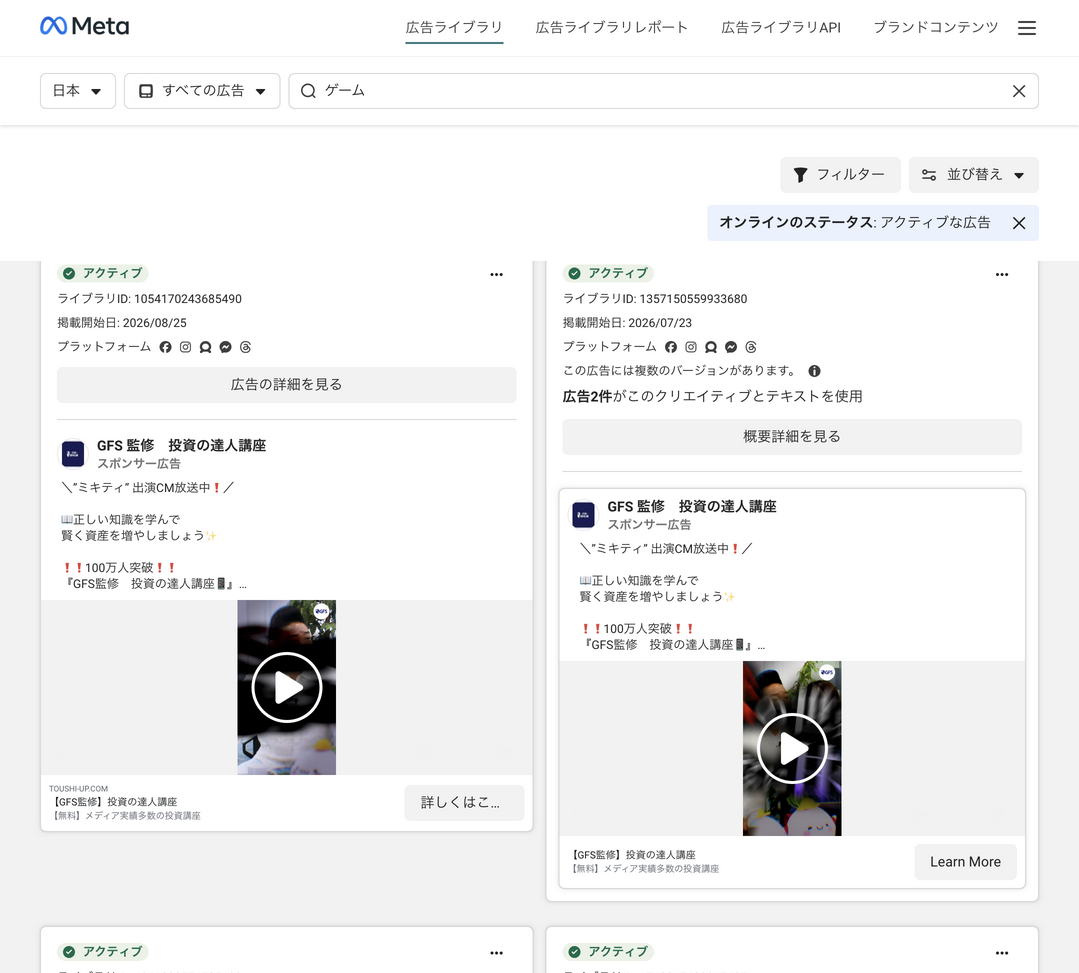 Meta
広告ライブラリ
広告ライブラリレポート
広告ライブラリAPI
ブランドコンテンツ
日本
すべての広告
ゲーム
フィルター
並び替え
オンラインのステータス: アクティブな広告
アクティブ
ライブラリID: 1054170243685490
掲載開始日: 2026/08/25
プラットフォーム
広告の詳細を見る
GFS 監修　投資の達人講座
スポンサー広告
＼”ミキティ” 出演CM放送中❗／
📖正しい知識を学んで
賢く資産を増やしましょう✨
❗❗100万人突破❗❗
『GFS監修　投資の達人講座📱』...
GFS
TOUSHI-UP.COM
【GFS監修】投資の達人講座
【無料】メディア実績多数の投資講座
詳しくはこ...
アクティブ
ライブラリID: 1357150559933680
掲載開始日: 2026/07/23
プラットフォーム
この広告には複数のバージョンがあります。
広告2件がこのクリエイティブとテキストを使用
概要詳細を見る
GFS 監修　投資の達人講座
スポンサー広告
＼”ミキティ” 出演CM放送中❗／
📖正しい知識を学んで
賢く資産を増やしましょう✨
❗❗100万人突破❗❗
『GFS監修　投資の達人講座📱』...
GFS
【GFS監修】投資の達人講座
【無料】メディア実績多数の投資講座
Learn More
アクティブ
アクティブ